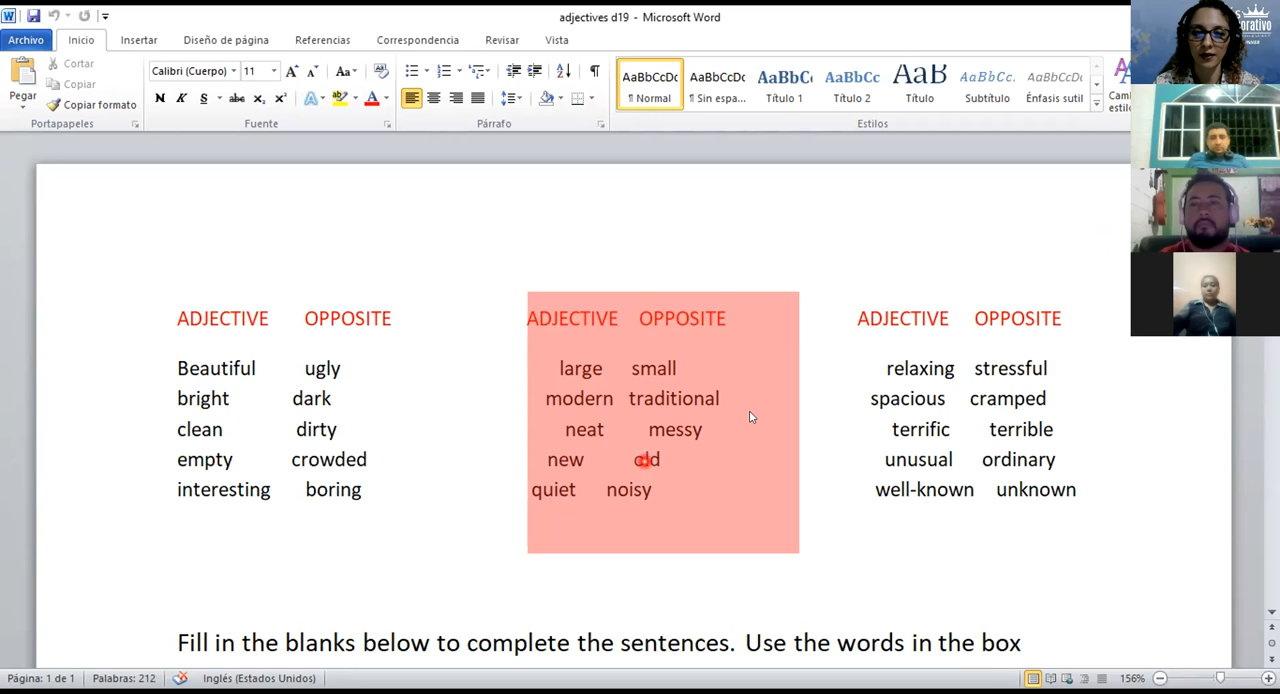 adjectives d19 - Microsoft Word
Archivo Inicio Insertar Diseño de página Referencias Correspondencia Revisar Vista
Pegar
Cortar
Copiar
Copiar formato
Portapapeles
Calibri (Cuerpo) 11
N K S abc x₂ x²
Fuente
Párrafo
AaBbCcDc AaBbCcDc AaBbC AaBbCc AaB AaBbCc. AaBbCcDc
¶ Normal ¶ Sin espa... Título 1 Título 2 Título Subtítulo Énfasis sutil
Estilos
ADJECTIVE OPPOSITE ADJECTIVE OPPOSITE ADJECTIVE OPPOSITE
Beautiful ugly large small relaxing stressful
bright dark modern traditional spacious cramped
clean dirty neat messy terrific terrible
empty crowded new old unusual ordinary
interesting boring quiet noisy well-known unknown
Fill in the blanks below to complete the sentences. Use the words in the box
Página: 1 de 1 Palabras: 212 Inglés (Estados Unidos) 156%